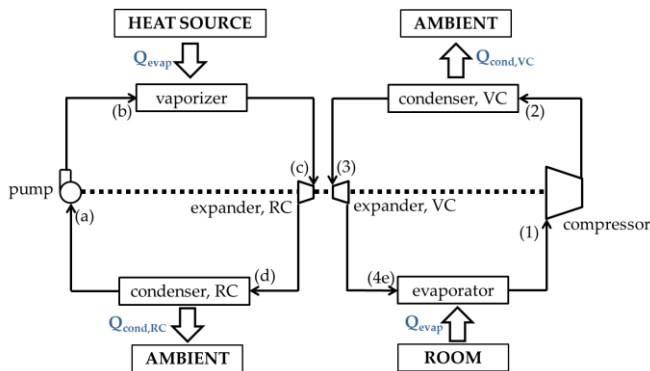 HEAT SOURCE
AMBIENT
Qevap
Qcond,VC
(b)
vaporizer
condenser, VC
(2)
(c)
(3)
pump
(a)
expander, RC
expander, VC
(1)
compressor
(d)
(4e)
condenser, RC
evaporator
Qcond,RC
Qevap
AMBIENT
ROOM